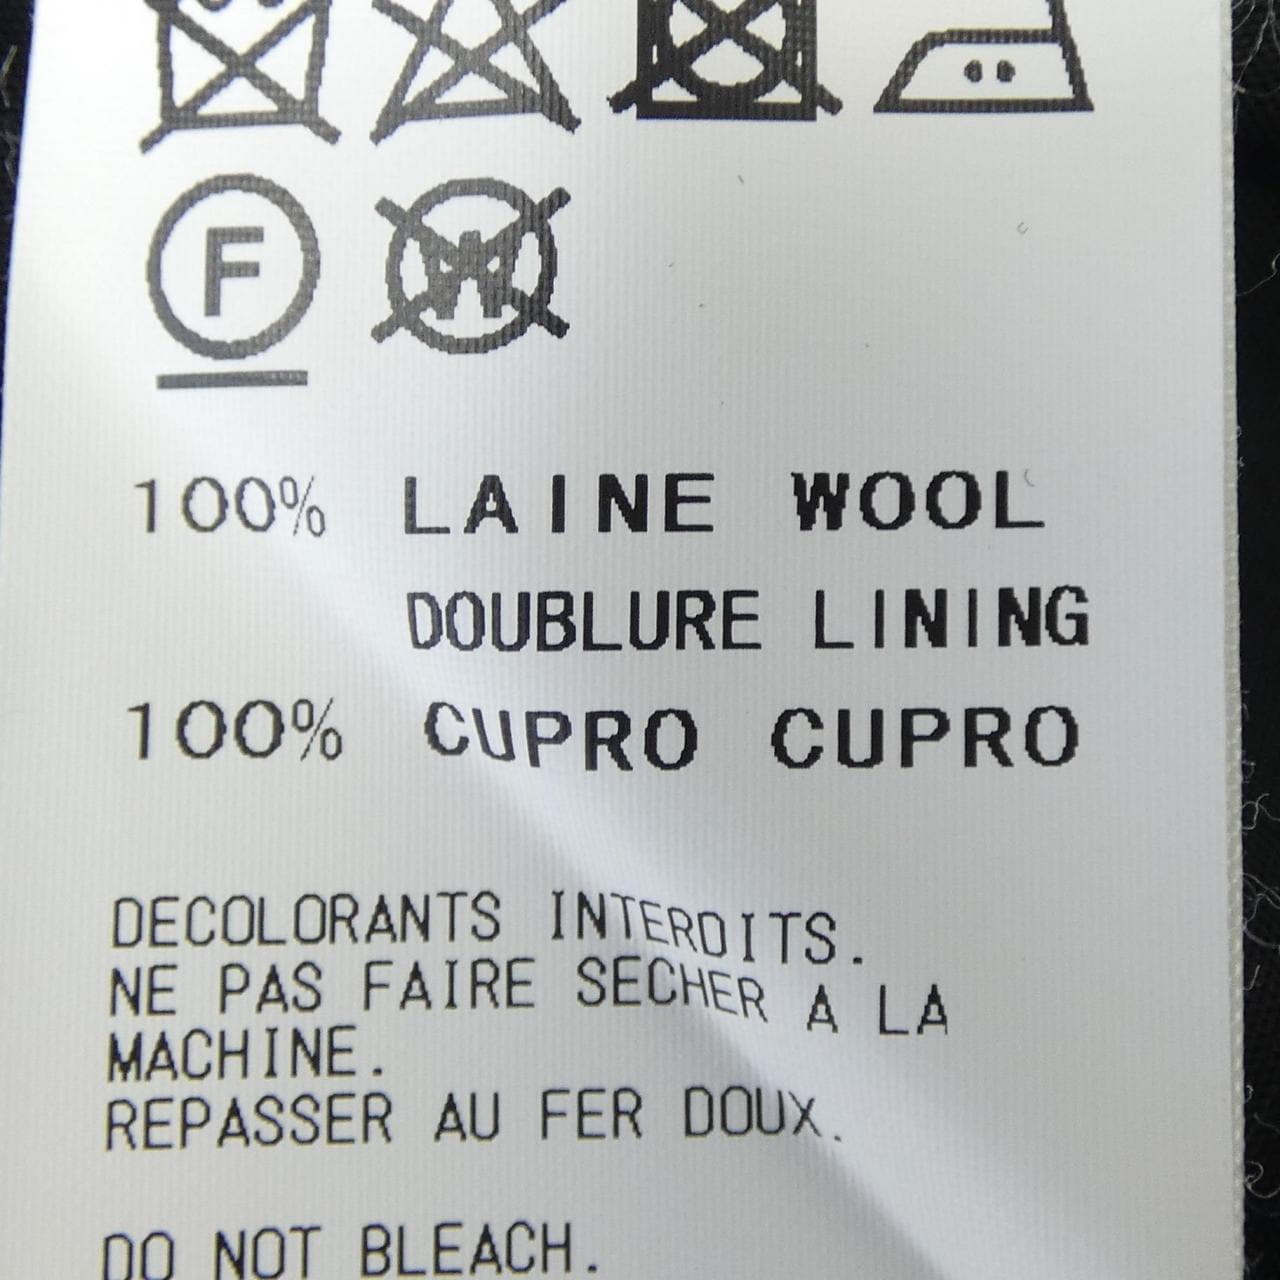 F W
100% LAINE WOOL
DOUBLURE LINING
100% CUPRO CUPRO
DECOLORANTS INTERDITS.
NE PAS FAIRE SECHER A LA
MACHINE.
REPASSER AU FER DOUX.
DO NOT BLEACH.